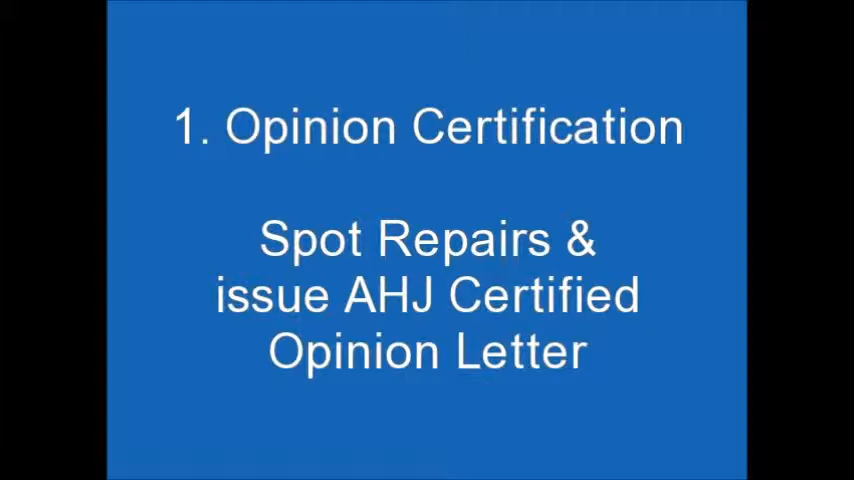 1. Opinion Certification
Spot Repairs &
issue AHJ Certified
Opinion Letter